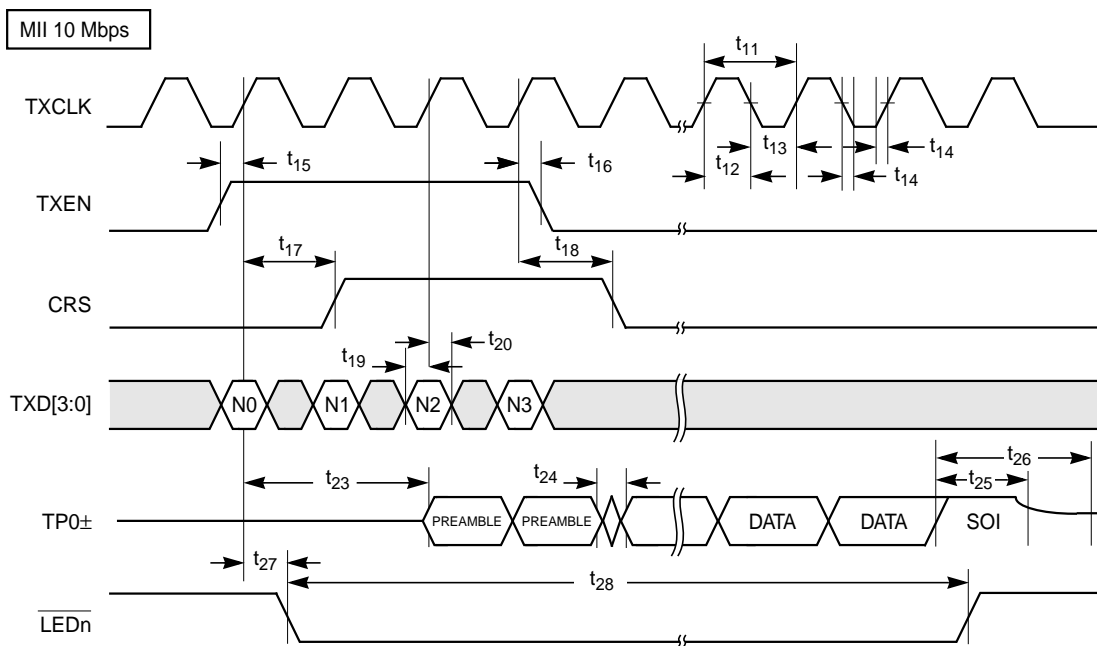 MII 10 Mbps
t11
TXCLK
t15
t16
t12
t13
t14
t14
TXEN
t17
t18
CRS
t19
t20
TXD[3:0]
N0
N1
N2
N3
t23
t24
t26
t25
TP0±
PREAMBLE
PREAMBLE
DATA
DATA
SOI
t27
t28
LEDn